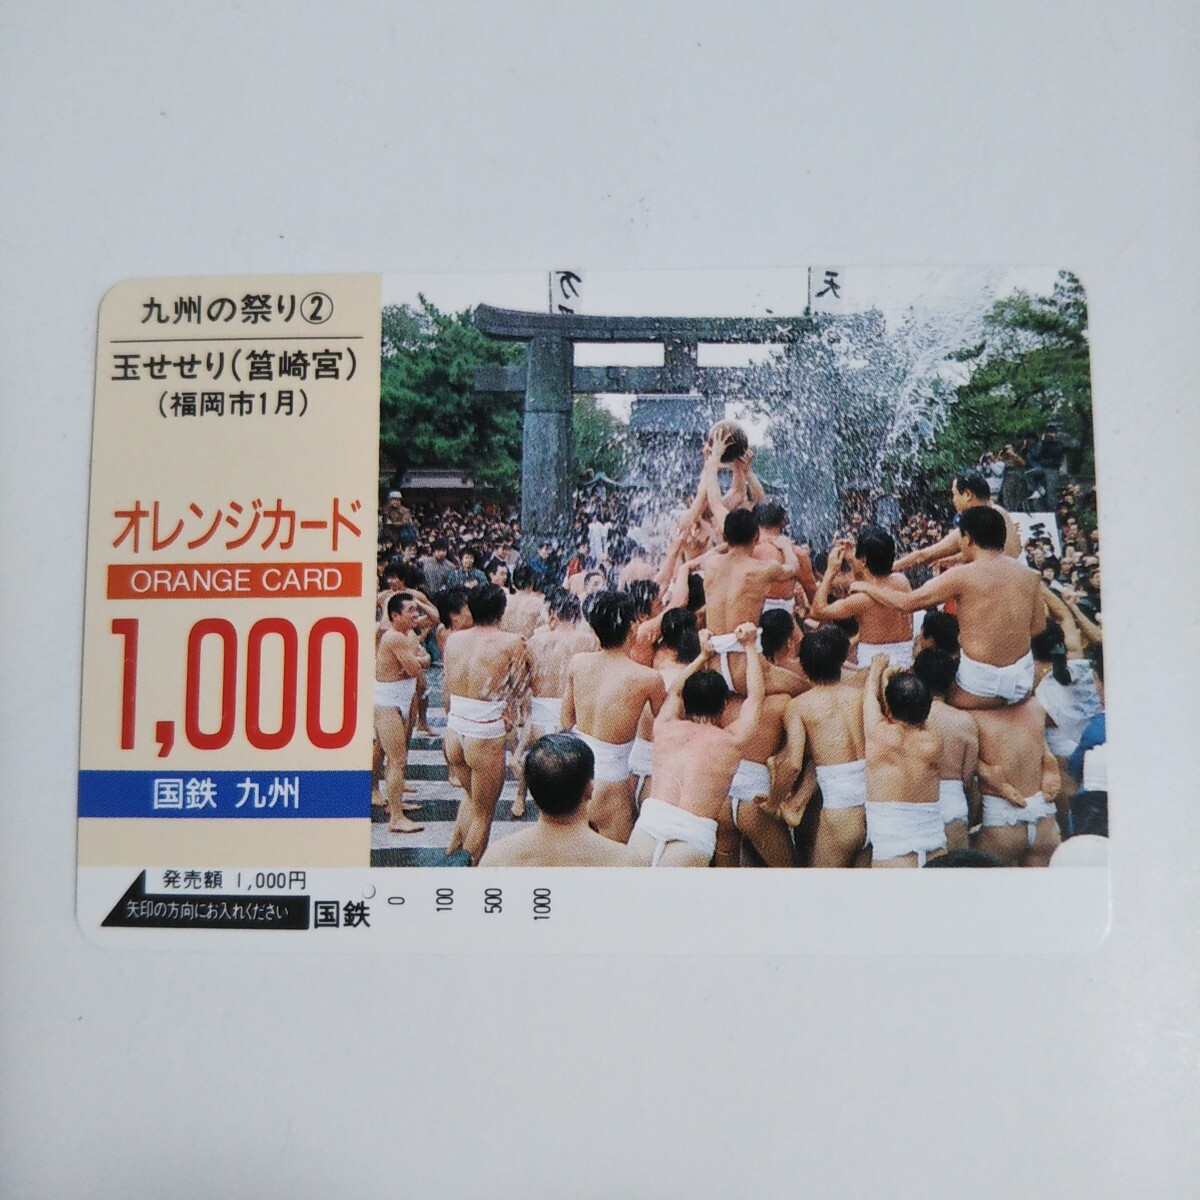 九州の祭り②
玉せせり(筥崎宮)
(福岡市1月)
オレンジカード
ORANGE CARD
1,000
国鉄 九州
発売額 1,000円
矢印の方向にお入れください
国鉄
0 100 500 1000
天
玉